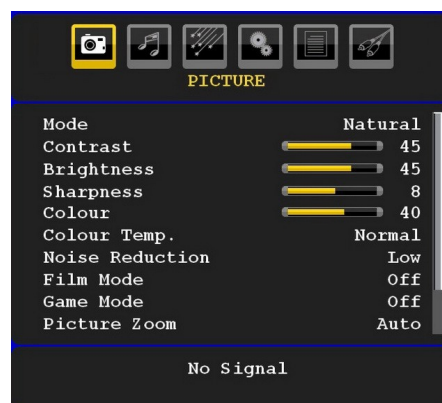 PICTURE
Mode Natural
Contrast 45
Brightness 45
Sharpness 8
Colour 40
Colour Temp. Normal
Noise Reduction Low
Film Mode Off
Game Mode Off
Picture Zoom Auto
No Signal